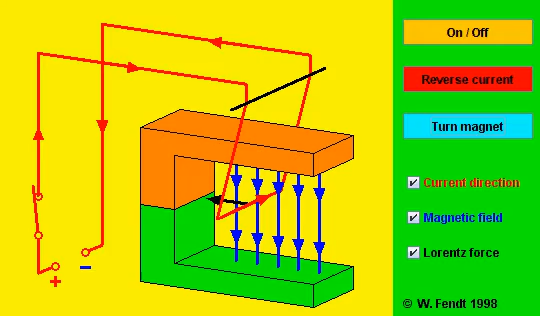 On / Off
Reverse current
Turn magnet
Current direction
Magnetic field
Lorentz force
+
−
© W. Fendt 1998